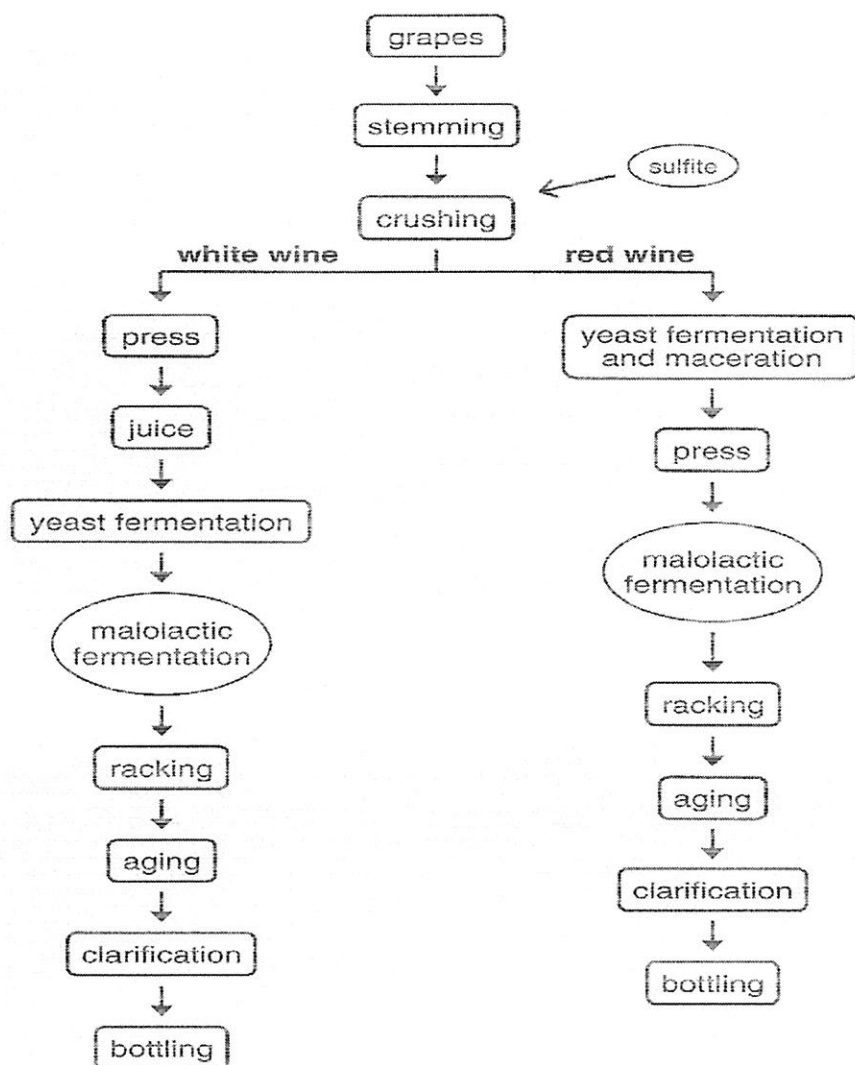 grapes
stemming
sulfite
crushing
white wine
red wine
press
juice
yeast fermentation
malolactic
fermentation
racking
aging
clarification
bottling
yeast fermentation
and maceration
press
malolactic
fermentation
racking
aging
clarification
bottling